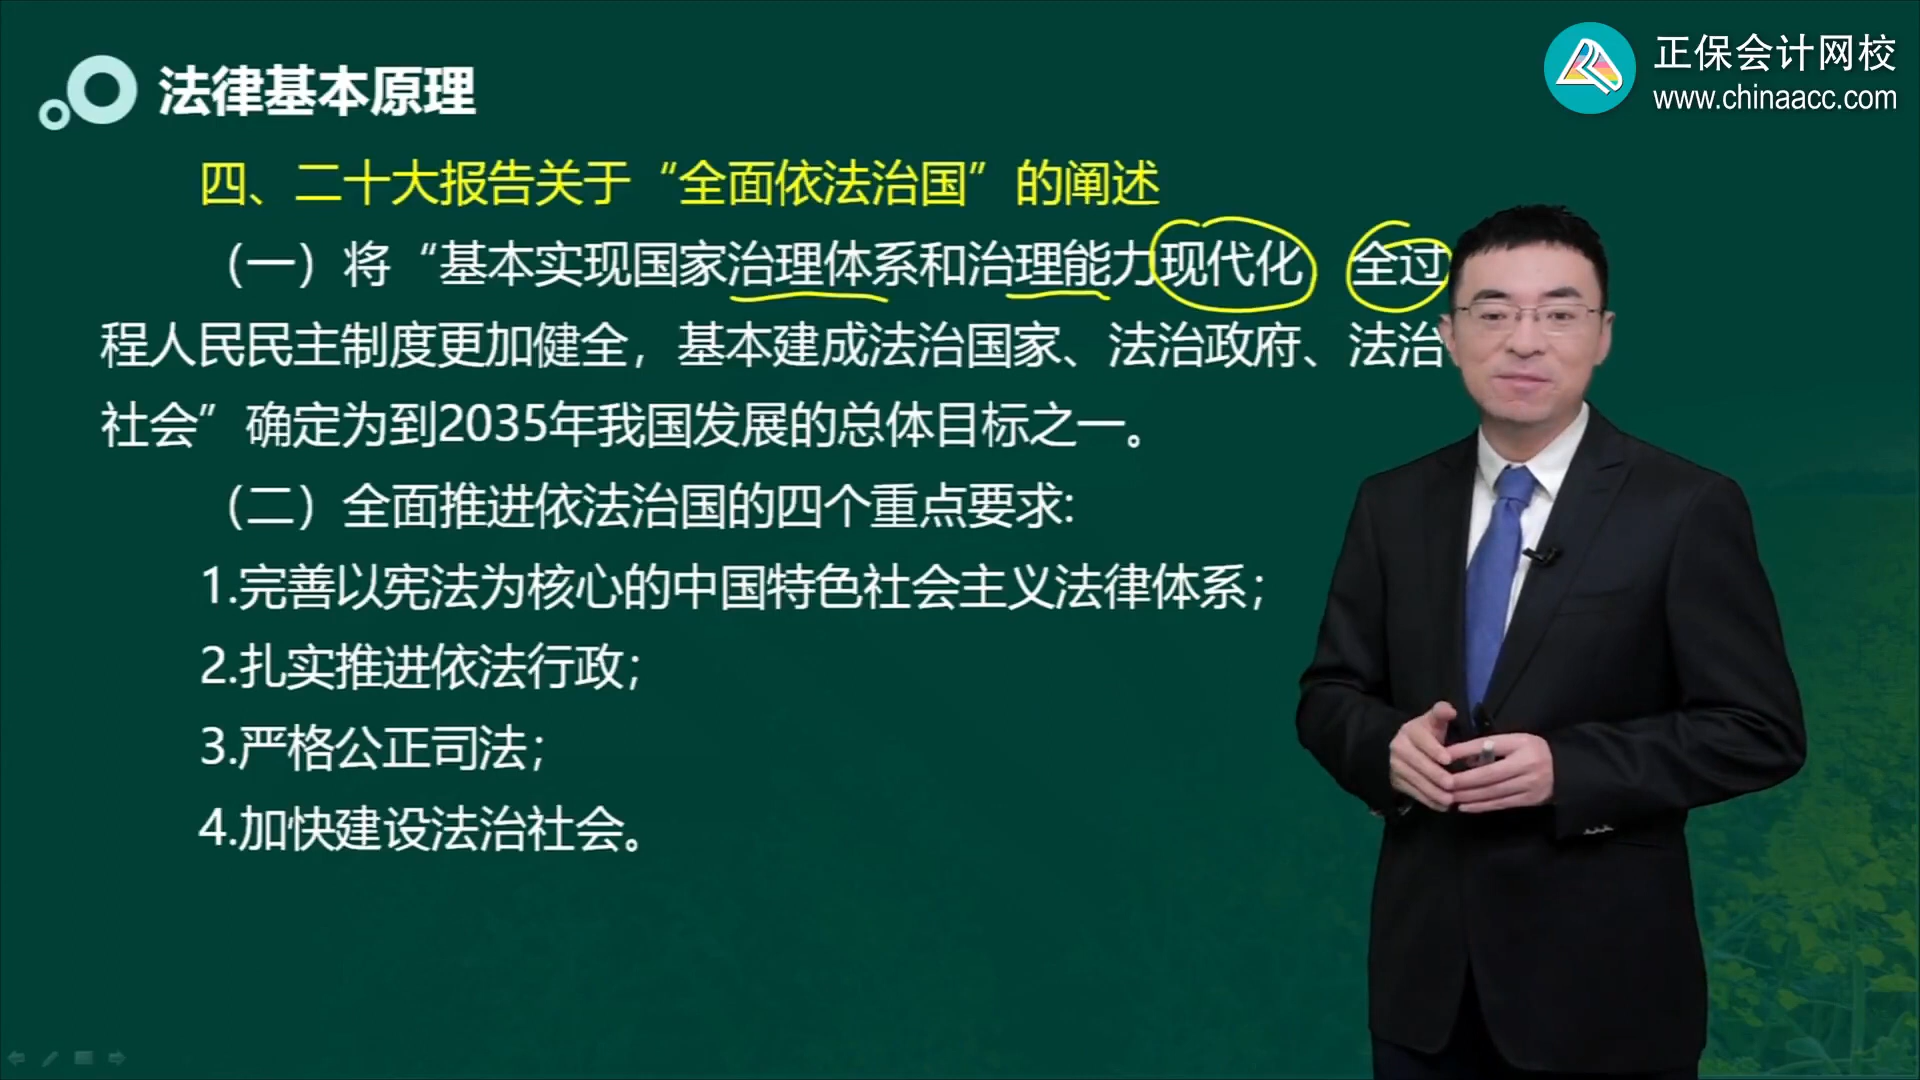 正保会计网校
www.chinaacc.com
法律基本原理
四、二十大报告关于“全面依法治国”的阐述
（一）将“基本实现国家治理体系和治理能力现代化 全过
程人民民主制度更加健全，基本建成法治国家、法治政府、法治
社会”确定为到2035年我国发展的总体目标之一。
（二）全面推进依法治国的四个重点要求:
1.完善以宪法为核心的中国特色社会主义法律体系；
2.扎实推进依法行政；
3.严格公正司法；
4.加快建设法治社会。